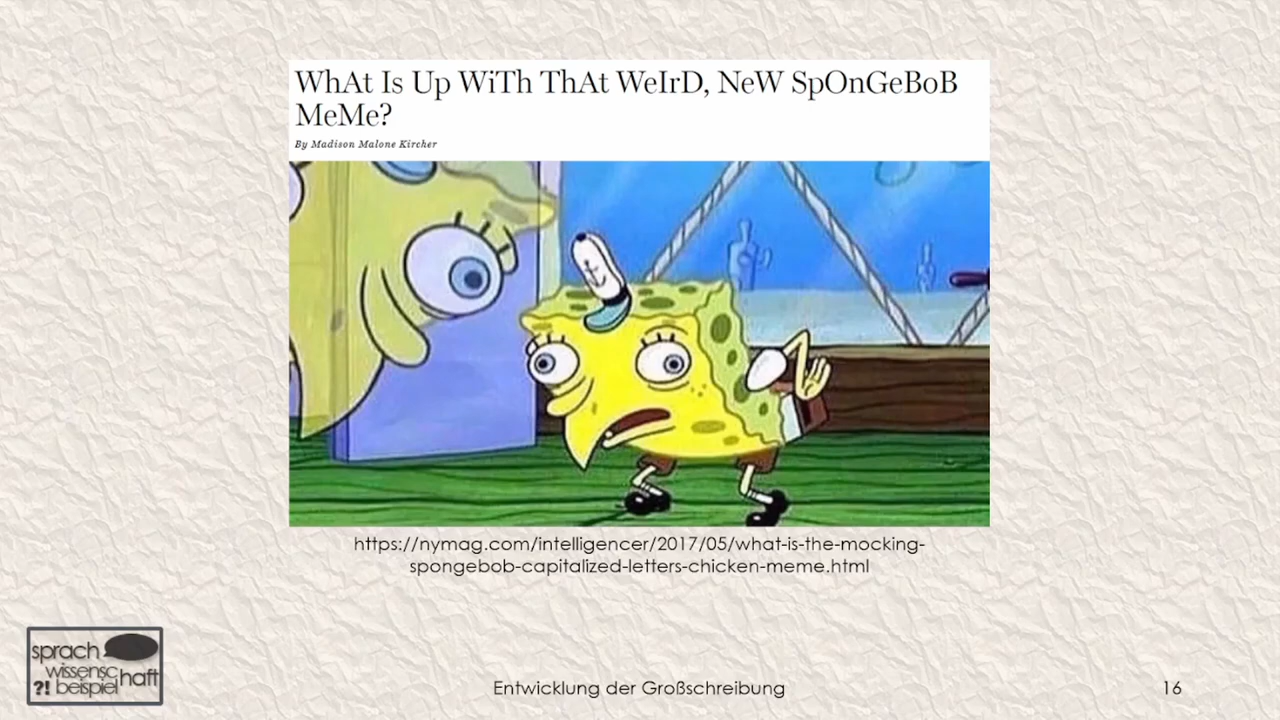 WhAt Is Up WiTh ThAt WeIrD, NeW SpOnGeBoB
MeMe?
By Madison Malone Kircher
https://nymag.com/intelligencer/2017/05/what-is-the-mocking-
spongebob-capitalized-letters-chicken-meme.html
sprach
wissensc
haft
?! beispiel
Entwicklung der Großschreibung
16